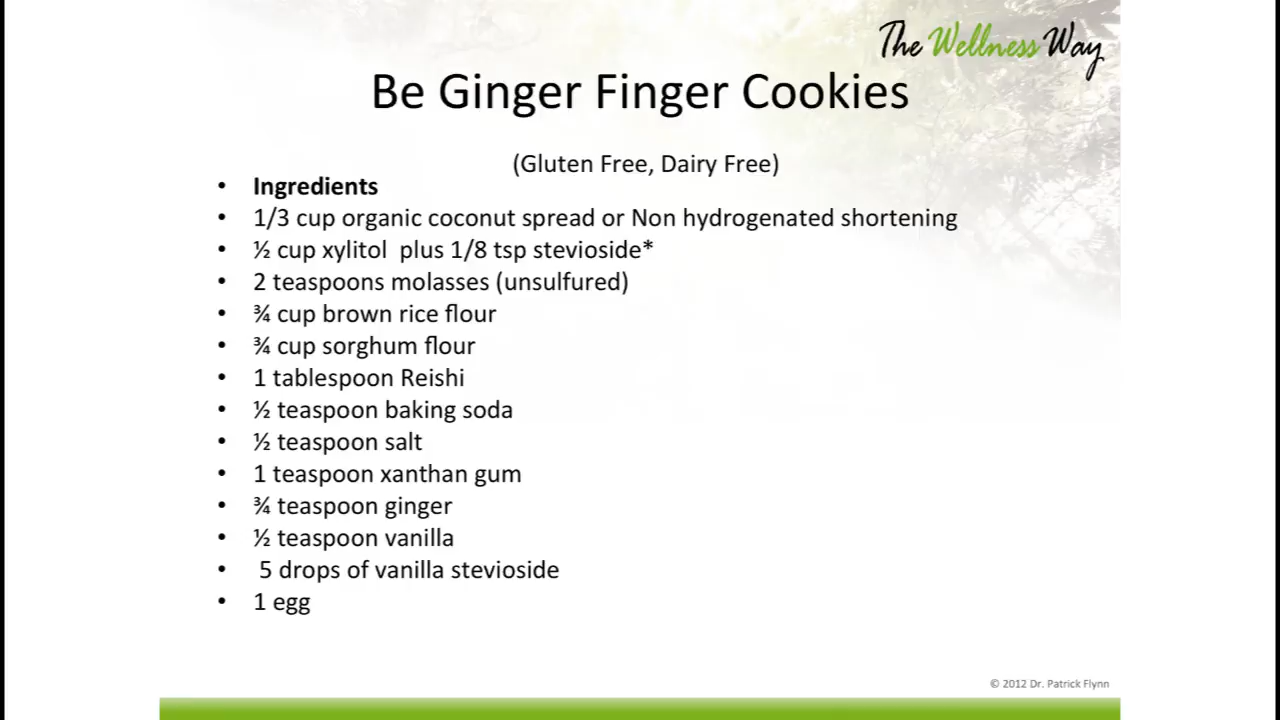 The Wellness Way
Be Ginger Finger Cookies
(Gluten Free, Dairy Free)
• Ingredients
• 1/3 cup organic coconut spread or Non hydrogenated shortening
• ½ cup xylitol  plus 1/8 tsp stevioside*
• 2 teaspoons molasses (unsulfured)
• ¾ cup brown rice flour
• ¾ cup sorghum flour
• 1 tablespoon Reishi
• ½ teaspoon baking soda
• ½ teaspoon salt
• 1 teaspoon xanthan gum
• ¾ teaspoon ginger
• ½ teaspoon vanilla
•  5 drops of vanilla stevioside
• 1 egg
© 2012 Dr. Patrick Flynn